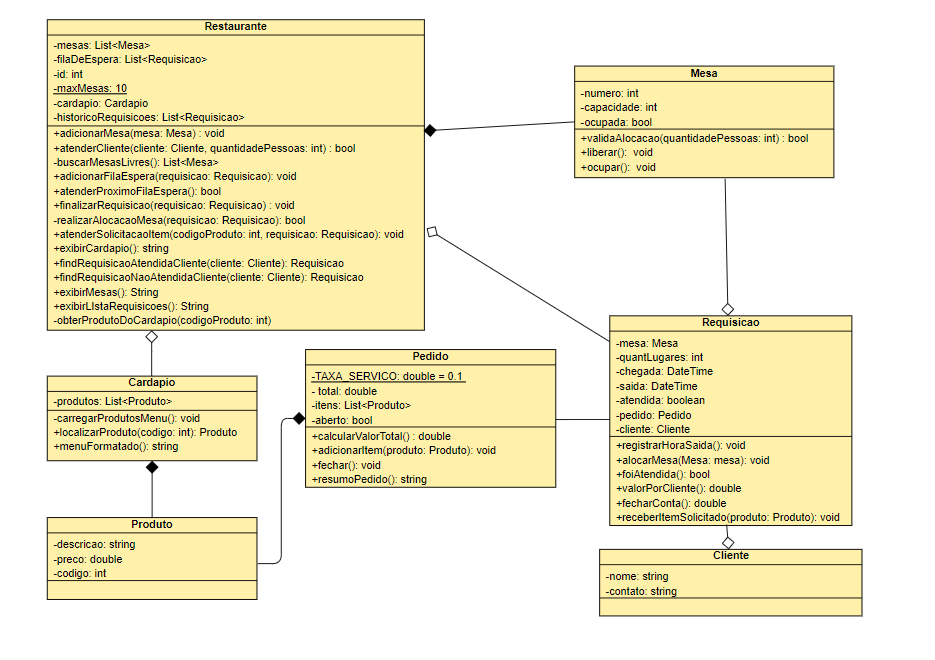 Restaurante
-mesas: List<Mesa>
-filaDeEspera: List<Requisicao>
-id: int
-maxMesas: 10
-cardapio: Cardapio
-historicoRequisicoes: List<Requisicao>
+adicionarMesa(mesa: Mesa) : void
+atenderCliente(cliente: Cliente, quantidadePessoas: int) : bool
-buscarMesasLivres(): List<Mesa>
+adicionarFilaEspera(requisicao: Requisicao): void
+atenderProximoFilaEspera(): bool
+finalizarRequisicao(requisicao: Requisicao) : void
-realizarAlocacaoMesa(requisicao: Requisicao): bool
+atenderSolicitacaoItem(codigoProduto: int, requisicao: Requisicao): void
+exibirCardapio(): string
+findRequisicaoAtendidaCliente(cliente: Cliente): Requisicao
+findRequisicaoNaoAtendidaCliente(cliente: Cliente): Requisicao
+exibirMesas(): String
+exibirLIstaRequisicoes(): String
-obterProdutoDoCardapio(codigoProduto: int)
Mesa
-numero: int
-capacidade: int
-ocupada: bool
+validaAlocacao(quantidadePessoas: int) : bool
+liberar():  void
+ocupar():  void
Requisicao
-mesa: Mesa
-quantLugares: int
-chegada: DateTime
-saida: DateTime
-atendida: boolean
-pedido: Pedido
-cliente: Cliente
+registrarHoraSaida(): void
+alocarMesa(Mesa: mesa): void
+foiAtendida(): bool
+valorPorCliente(): double
+fecharConta(): double
+receberItemSolicitado(produto: Produto): void
Pedido
-TAXA_SERVICO: double = 0.1
- total: double
-itens: List<Produto>
-aberto: bool
+calcularValorTotal() : double
+adicionarItem(produto: Produto): void
+fechar(): void
+resumoPedido(): string
Cardapio
-produtos: List<Produto>
-carregarProdutosMenu(): void
+localizarProduto(codigo: int): Produto
+menuFormatado(): string
Produto
-descricao: string
-preco: double
-codigo: int
Cliente
-nome: string
-contato: string